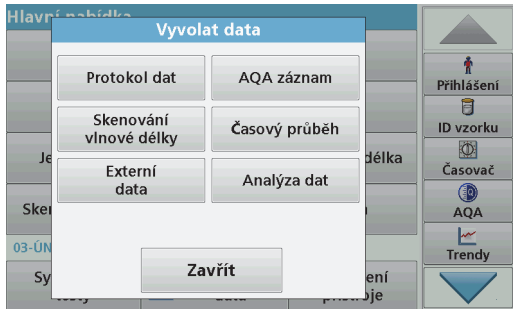 Hlavní nabídka
Vyvolat data
Protokol dat
AQA záznam
Skenování
vlnové délky
Časový průběh
Externí
data
Analýza dat
Zavřít
délka
03-ÚN
Přihlášení
ID vzorku
Časovač
AQA
Trendy